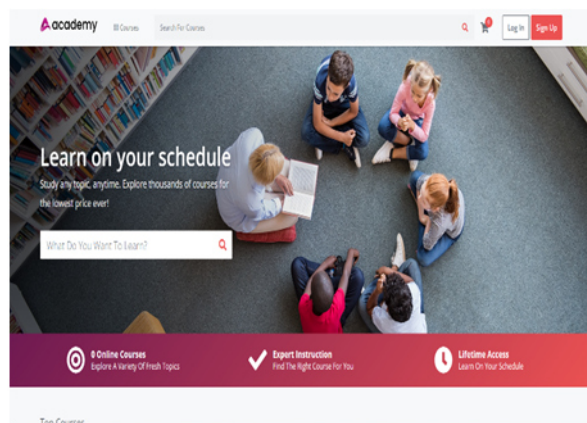 academy
Courses
Search For Courses
0
Log In
Sign Up
Learn on your schedule
Study any topic, anytime. Explore thousands of courses for
the lowest price ever!
What Do You Want To Learn?
0 Online Courses
Explore A Variety Of Fresh Topics
Expert Instruction
Find The Right Course For You
Lifetime Access
Learn On Your Schedule
Top Courses